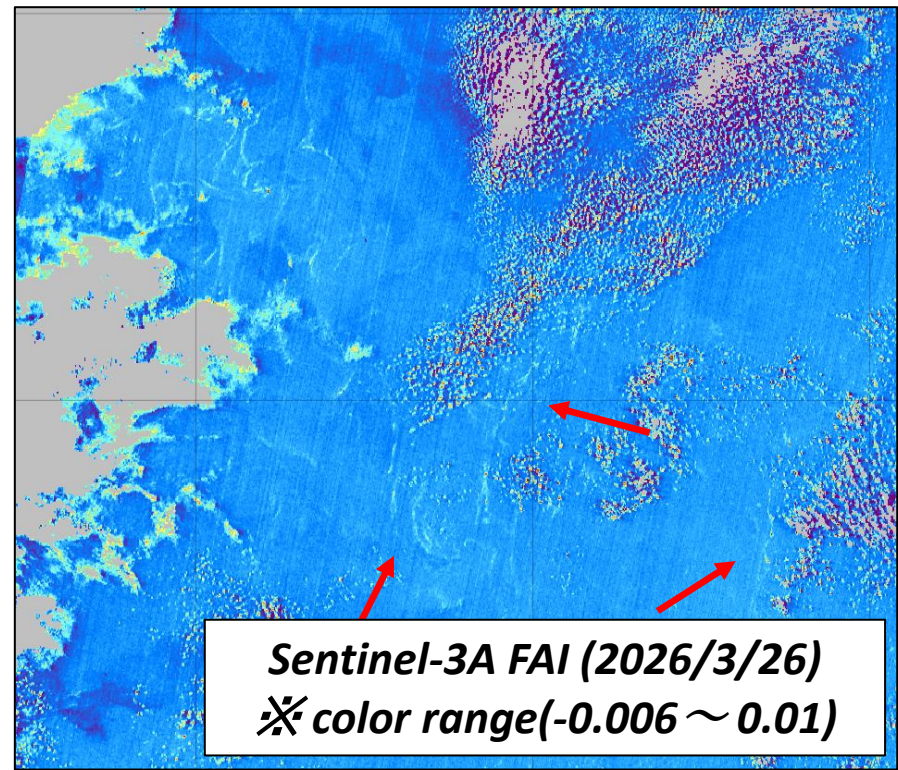 Sentinel-3A FAI (2026/3/26)
※ color range(-0.006～0.01)